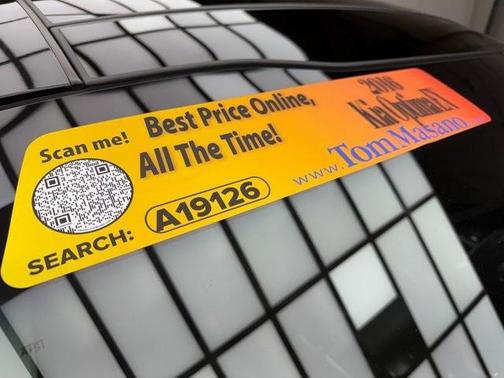 Scan me!
Best Price Online,
All The Time!
SEARCH: A19126
2016
Kia Optima EX
www.TomMasano